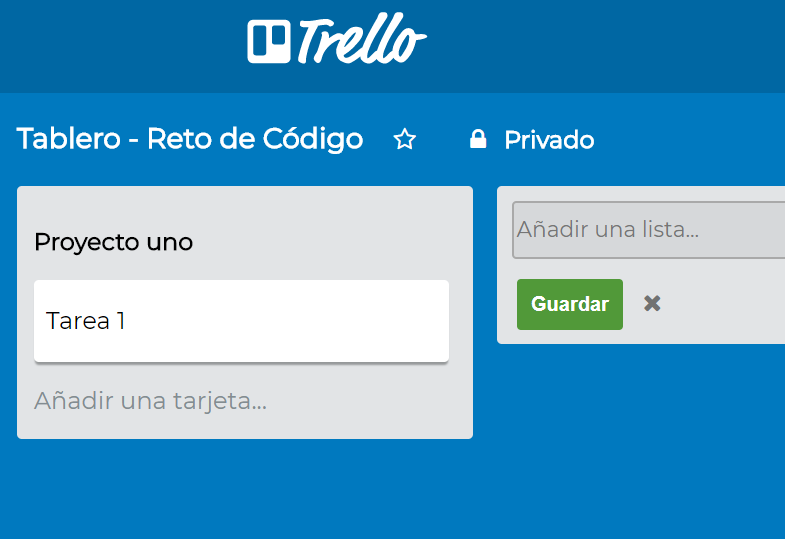 Trello
Tablero - Reto de Código
Privado
Proyecto uno
Tarea 1
Añadir una tarjeta...
Añadir una lista...
Guardar